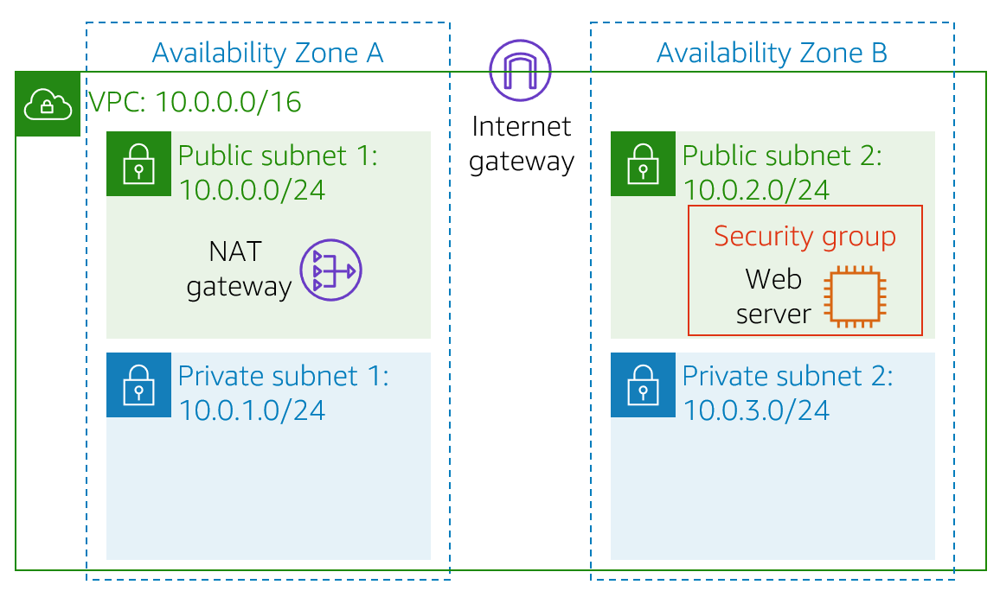 Availability Zone A
Availability Zone B
VPC: 10.0.0.0/16
Internet
gateway
Public subnet 1:
10.0.0.0/24
NAT
gateway
Public subnet 2:
10.0.2.0/24
Security group
Web
server
Private subnet 1:
10.0.1.0/24
Private subnet 2:
10.0.3.0/24